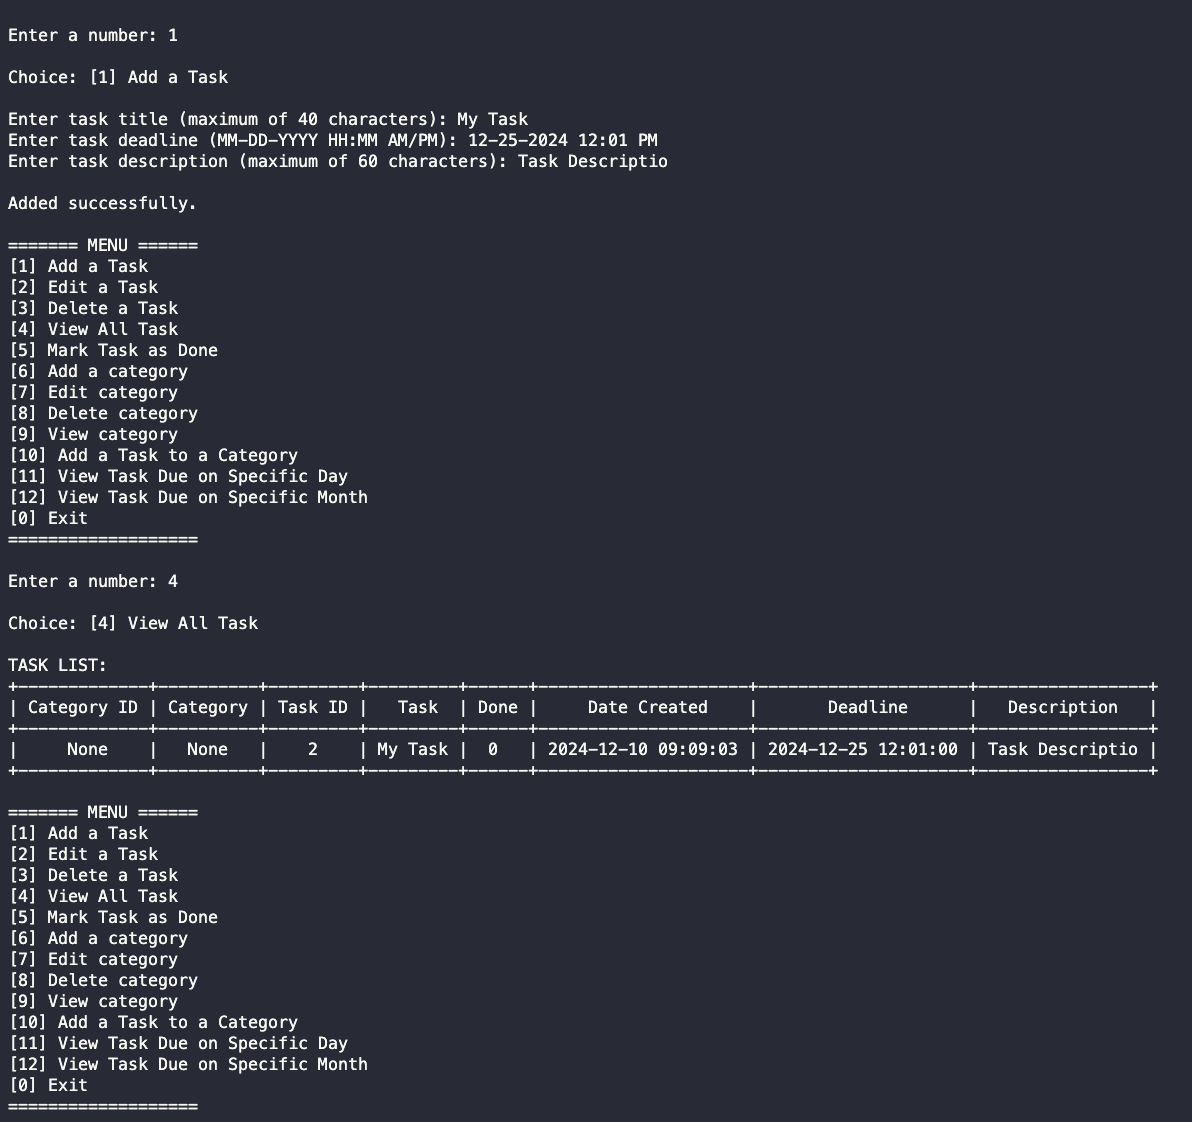 Enter a number: 1
Choice: [1] Add a Task
Enter task title (maximum of 40 characters): My Task
Enter task deadline (MM-DD-YYYY HH:MM AM/PM): 12-25-2024 12:01 PM
Enter task description (maximum of 60 characters): Task Descriptio
Added successfully.
======= MENU ======
[1] Add a Task
[2] Edit a Task
[3] Delete a Task
[4] View All Task
[5] Mark Task as Done
[6] Add a category
[7] Edit category
[8] Delete category
[9] View category
[10] Add a Task to a Category
[11] View Task Due on Specific Day
[12] View Task Due on Specific Month
[0] Exit
===================
Enter a number: 4
Choice: [4] View All Task
TASK LIST:
+-------------+----------+---------+---------+------+---------------------+---------------------+-----------------+
| Category ID | Category | Task ID |   Task  | Done |     Date Created    |       Deadline      |   Description   |
+-------------+----------+---------+---------+------+---------------------+---------------------+-----------------+
|     None    |   None   |    2    | My Task |  0   | 2024-12-10 09:09:03 | 2024-12-25 12:01:00 | Task Descriptio |
+-------------+----------+---------+---------+------+---------------------+---------------------+-----------------+
======= MENU ======
[1] Add a Task
[2] Edit a Task
[3] Delete a Task
[4] View All Task
[5] Mark Task as Done
[6] Add a category
[7] Edit category
[8] Delete category
[9] View category
[10] Add a Task to a Category
[11] View Task Due on Specific Day
[12] View Task Due on Specific Month
[0] Exit
===================